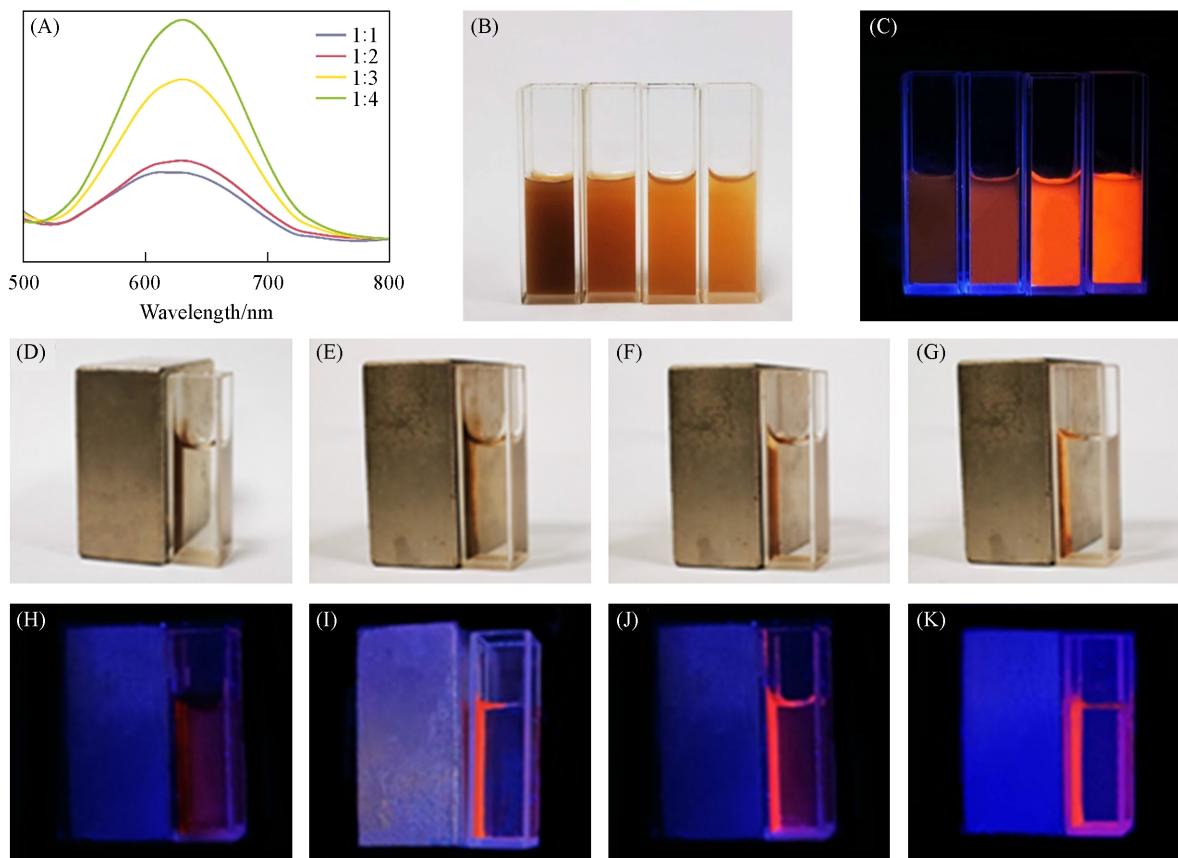 (A)
1:1
1:2
1:3
1:4
500
600
700
800
Wavelength/nm
(B)
(C)
(D)
(E)
(F)
(G)
(H)
(I)
(J)
(K)